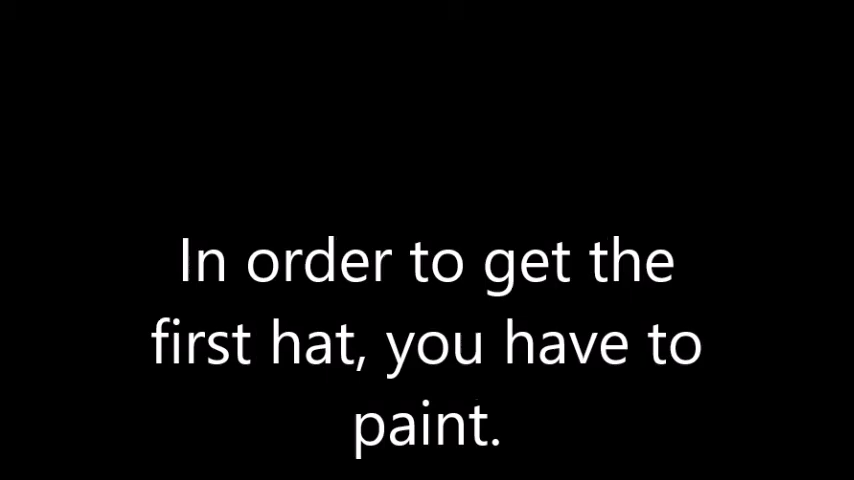 In order to get the
first hat, you have to
paint.